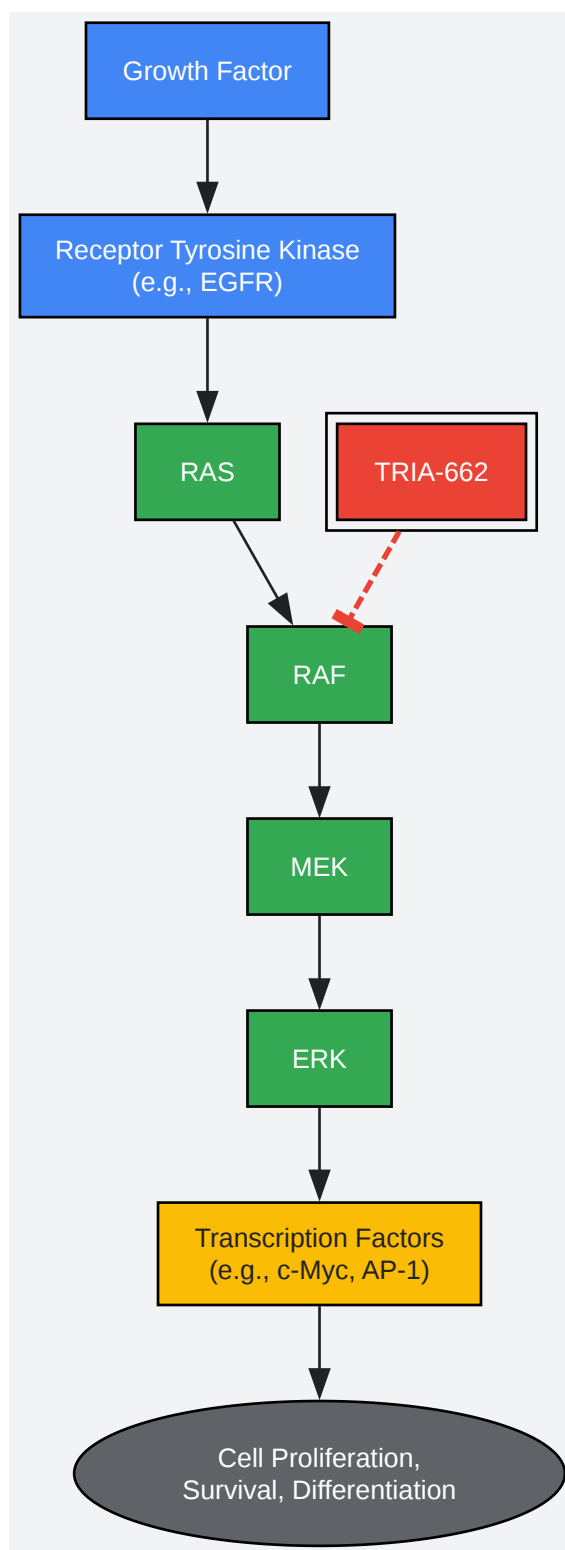 Growth Factor
Receptor Tyrosine Kinase
(e.g., EGFR)
RAS
TRIA-662
RAF
MEK
ERK
Transcription Factors
(e.g., c-Myc, AP-1)
Cell Proliferation,
Survival, Differentiation